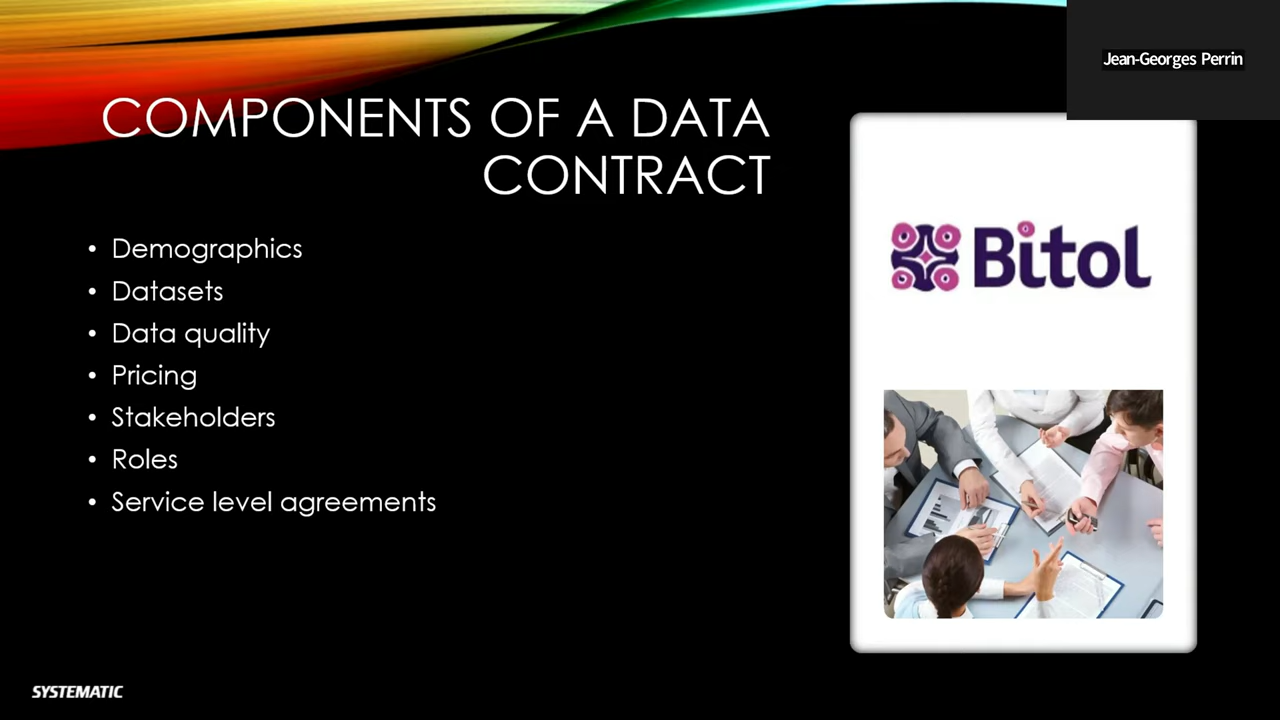 Jean-Georges Perrin
COMPONENTS OF A DATA
CONTRACT
• Demographics
• Datasets
• Data quality
• Pricing
• Stakeholders
• Roles
• Service level agreements
Bitol
SYSTEMATIC